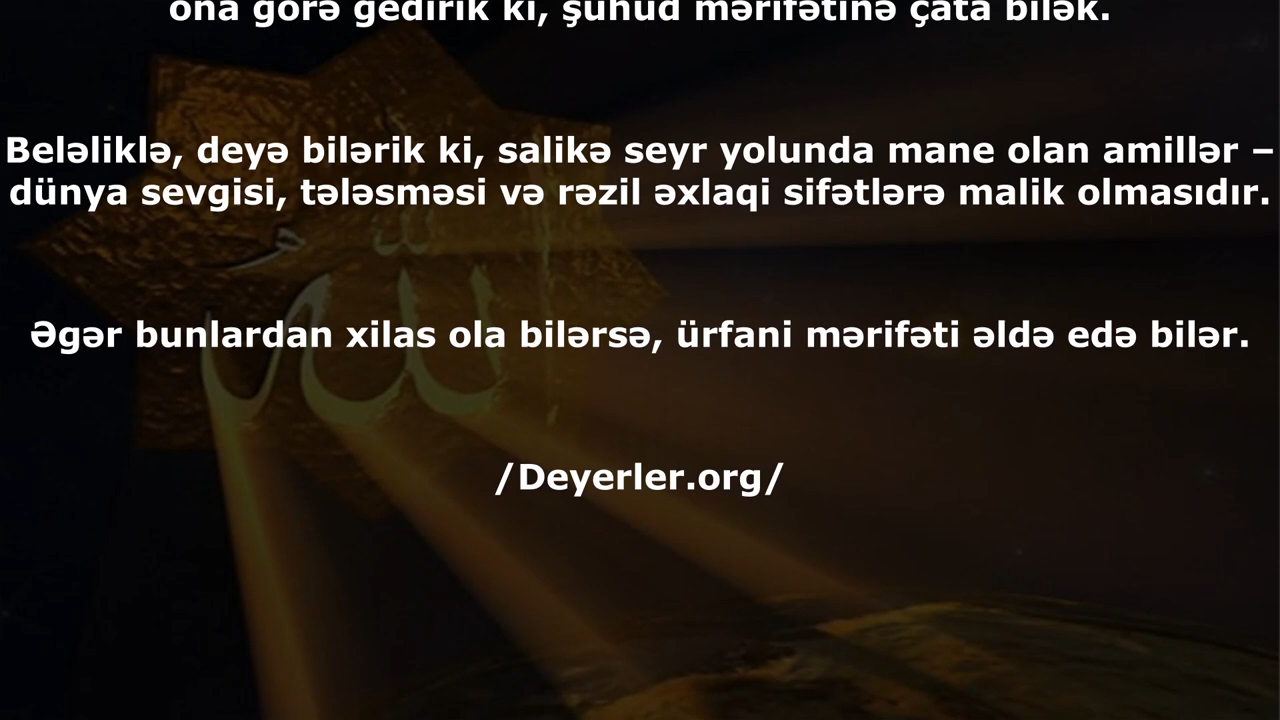 ona görə gedirik ki, şühud mərifətinə çata bilək.
Beləliklə, deyə bilərik ki, salikə seyr yolunda mane olan amillər –
dünya sevgisi, tələsməsi və rəzil əxlaqi sifətlərə malik olmasıdır.
الله
Əgər bunlardan xilas ola bilərsə, ürfani mərifəti əldə edə bilər.
/Deyerler.org/